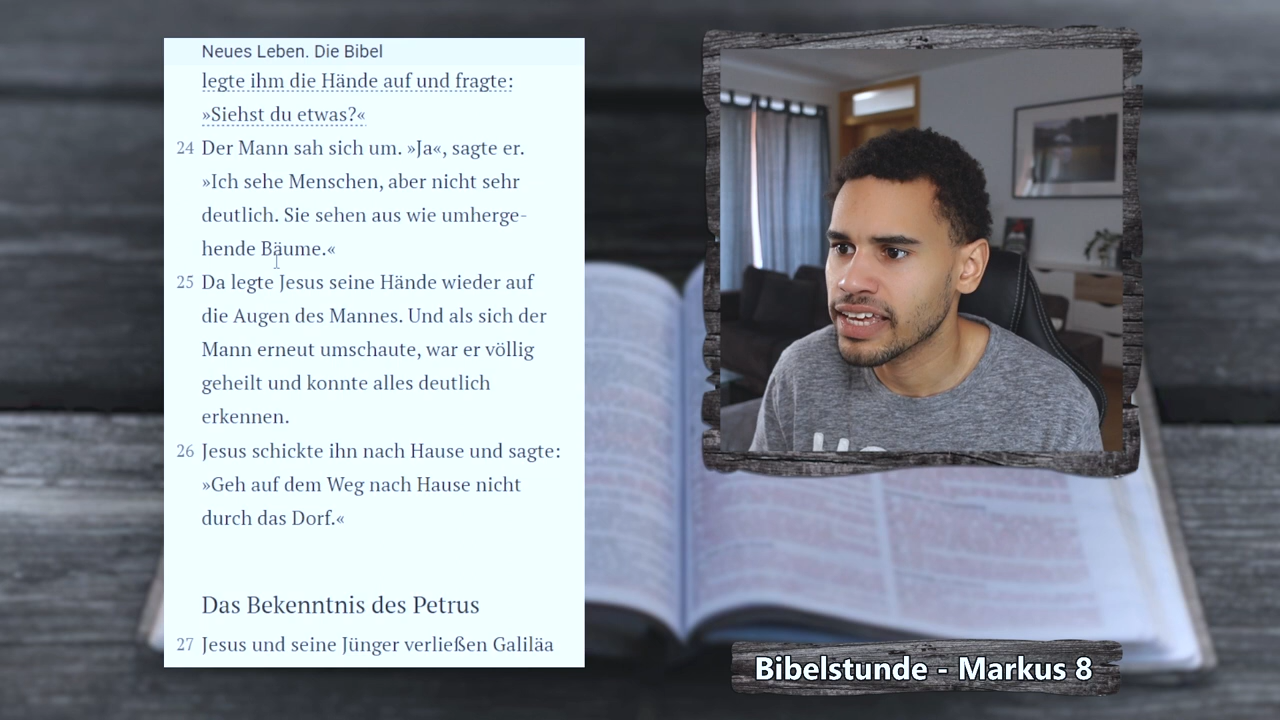 Neues Leben. Die Bibel
legte ihm die Hände auf und fragte:
»Siehst du etwas?«
24 Der Mann sah sich um. »Ja«, sagte er.
»Ich sehe Menschen, aber nicht sehr
deutlich. Sie sehen aus wie umherge-
hende Bäume.«
25 Da legte Jesus seine Hände wieder auf
die Augen des Mannes. Und als sich der
Mann erneut umschaute, war er völlig
geheilt und konnte alles deutlich
erkennen.
26 Jesus schickte ihn nach Hause und sagte:
»Geh auf dem Weg nach Hause nicht
durch das Dorf.«
Das Bekenntnis des Petrus
27 Jesus und seine Jünger verließen Galiläa
Bibelstunde - Markus 8